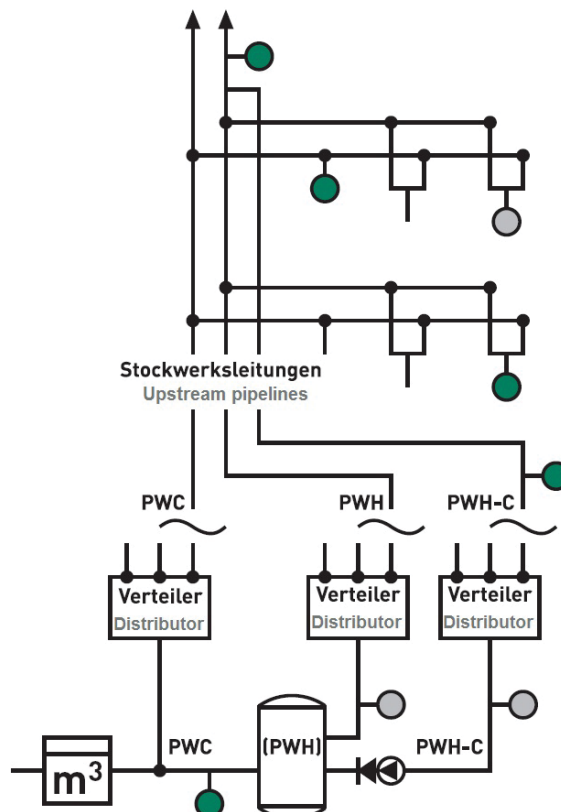 Stockwerksleitungen
Upstream pipelines
PWC
PWH
PWH-C
Verteiler
Distributor
Verteiler
Distributor
Verteiler
Distributor
PWC
(PWH)
PWH-C
m³